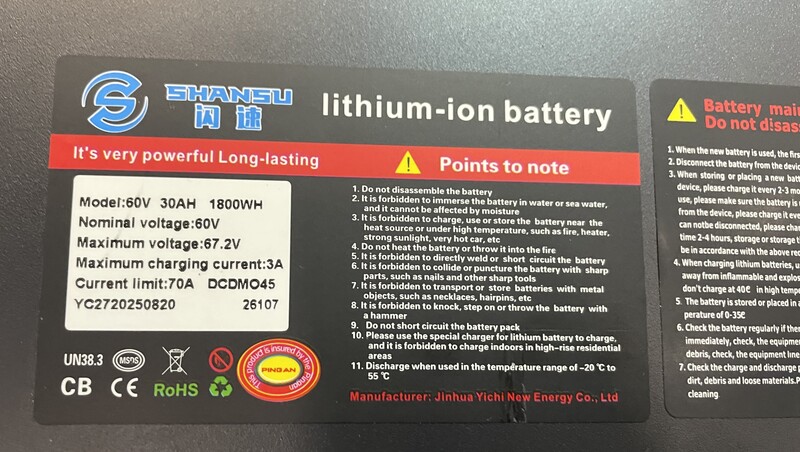 SHANSU
闪速
lithium-ion battery
It's very powerful Long-lasting
Points to note
Model:60V 30AH 1800WH
Nominal voltage:60V
Maximum voltage:67.2V
Maximum charging current:3A
Current limit:70A DCDMO45
YC2720250820 26107
UN38.3
MSDS
CB
CE
RoHS
This product is insured by the Pingan
PINGAN
1. Do not disassemble the battery
2. It is forbidden to immerse the battery in water or sea water,
and it cannot be affected by moisture
3. It is forbidden to charge, use or store the battery near the
heat source or under high temperature, such as fire, heater,
strong sunlight, very hot car, etc
4. Do not heat the battery or throw it into the fire
5. It is forbidden to directly weld or short circuit the battery
6. It is forbidden to collide or puncture the battery with sharp
parts, such as nails and other sharp tools
7. It is forbidden to transport or store batteries with metal
objects, such as necklaces, hairpins, etc
8. It is forbidden to knock, step on or throw the battery with
a hammer
9. Do not short circuit the battery pack
10. Please use the special charger for lithium battery to charge,
and it is forbidden to charge indoors in high-rise residential
areas
11. Discharge when used in the temperature range of -20 ℃ to
55 ℃
Manufacturer: Jinhua Yichi New Energy Co., Ltd
Battery
Do not
1. When the new battery is used, the
2. Disconnect the battery from the
3. When storing or placing a new
device, please charge it every 2-3
use, please make sure the battery is
from the device, please charge it
can notbe disconnected, please
time 2-4 hours, storage or storage
be in accordance with the above
4. When charging lithium batteries,
away from inflammable and
don't charge at 40℃ in high
5. The battery is stored or placed in
perature of 0-35℃
6. Check the battery regularly if
immediately, check, the
debris, check, the equipment
7. Check the charge and discharge
dirt, debris and loose materials.
cleaning.